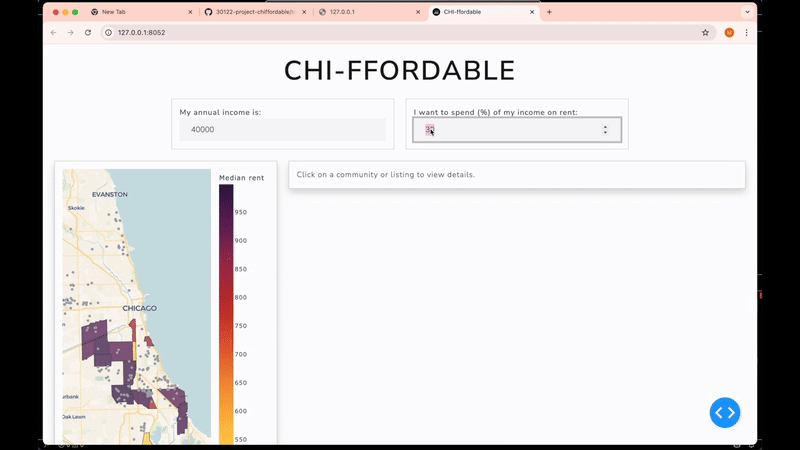 New Tab
30122-project-chiffordable/t
127.0.0.1
CHI-ffordable
127.0.0.1:8052
N
CHI-FFORDABLE
My annual income is:
40000
I want to spend (%) of my income on rent:
30
Click on a community or listing to view details.
Median rent
EVANSTON
Skokie
CHICAGO
urbank
Oak Lawn
950
900
850
800
750
700
650
600
550